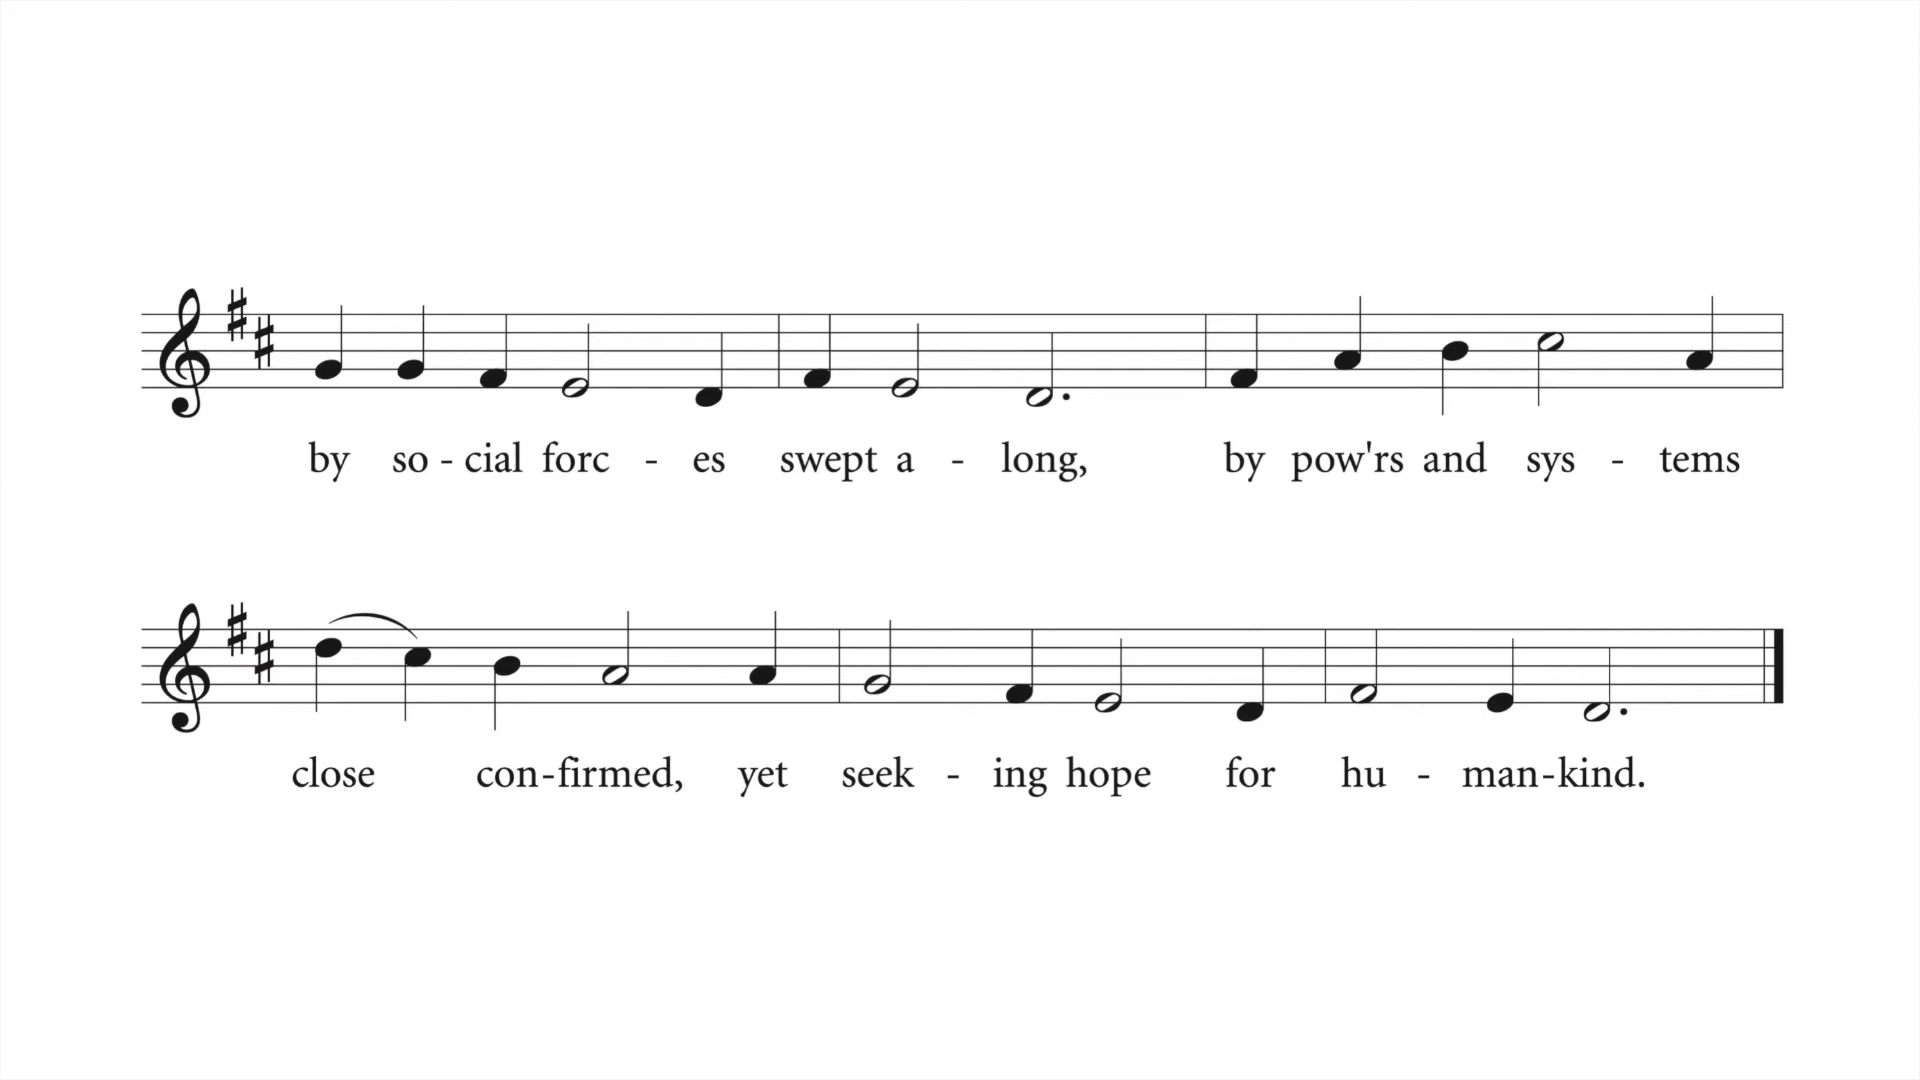 by so - cial forc - es swept a - long, by pow'rs and sys - tems
close con-firmed, yet seek - ing hope for hu - man-kind.